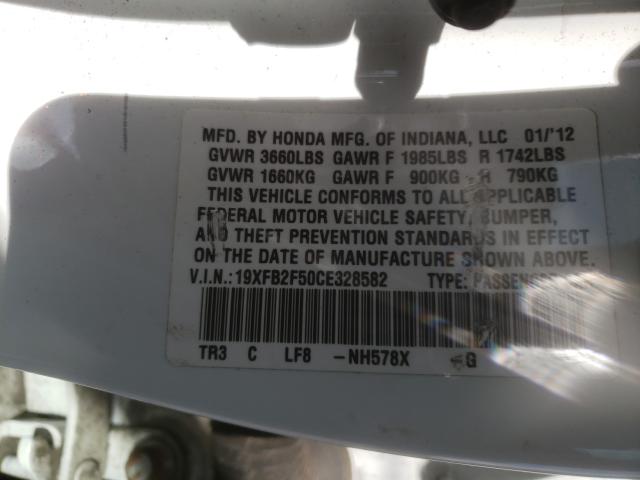 MFD. BY HONDA MFG. OF INDIANA, LLC 01/'12
GVWR 3660LBS GAWR F 1985LBS R 1742LBS
GVWR 1660KG GAWR F 900KG R 790KG
THIS VEHICLE CONFORMS TO ALL APPLICABLE
FEDERAL MOTOR VEHICLE SAFETY, BUMPER,
AND THEFT PREVENTION STANDARDS IN EFFECT
ON THE DATE OF MANUFACTURE SHOWN ABOVE.
V.I.N.:19XFB2F50CE328582 TYPE: PASSENGER
TR3 C LF8 -NH578X G